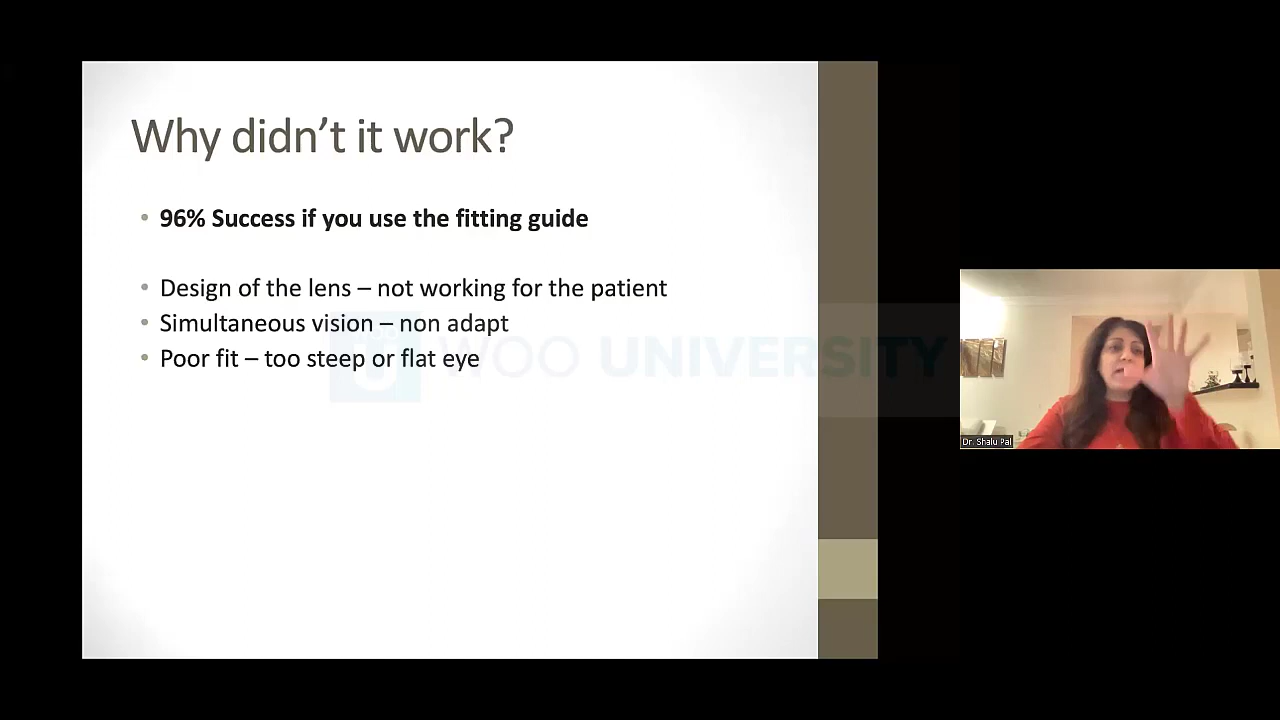 Why didn’t it work?
• 96% Success if you use the fitting guide
• Design of the lens – not working for the patient
• Simultaneous vision – non adapt
• Poor fit – too steep or flat eye
WOO UNIVERSITY
Dr. Shalu Pal